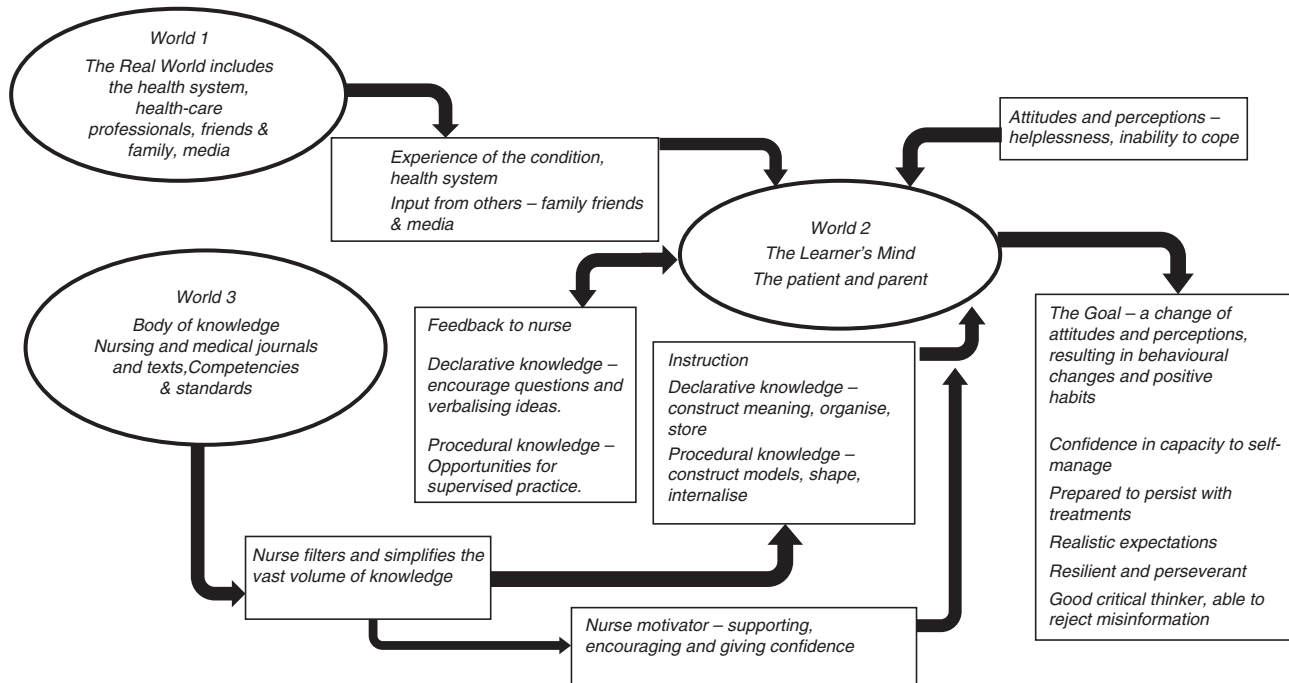 World 1
The Real World includes
the health system,
health-care
professionals, friends &
family, media
Experience of the condition,
health system
Input from others – family friends
& media
Attitudes and perceptions –
helplessness, inability to cope
World 2
The Learner's Mind
The patient and parent
World 3
Body of knowledge
Nursing and medical journals
and texts,Competencies
& standards
Feedback to nurse
Declarative knowledge –
encourage questions and
verbalising ideas.
Procedural knowledge –
Opportunities for
supervised practice.
Instruction
Declarative knowledge –
construct meaning, organise,
store
Procedural knowledge –
construct models, shape,
internalise
The Goal – a change of
attitudes and perceptions,
resulting in behavioural
changes and positive
habits
Confidence in capacity to self-
manage
Prepared to persist with
treatments
Realistic expectations
Resilient and perseverant
Good critical thinker, able to
reject misinformation
Nurse filters and simplifies the
vast volume of knowledge
Nurse motivator – supporting,
encouraging and giving confidence